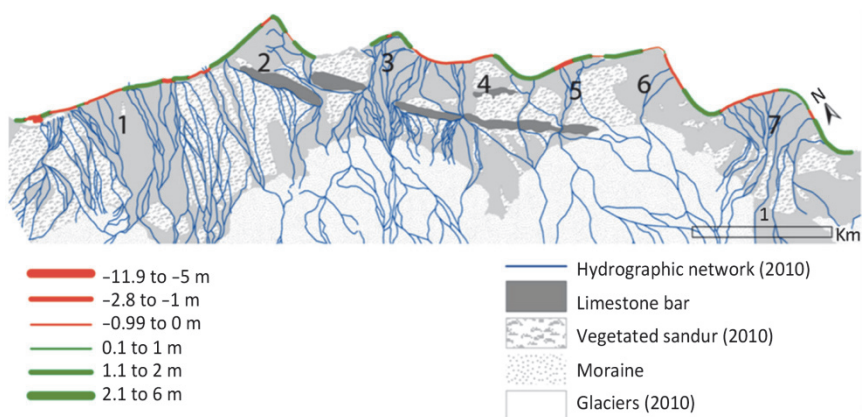 1
2
3
4
5
6
7
N
1
Km
−11.9 to −5 m
−2.8 to −1 m
−0.99 to 0 m
0.1 to 1 m
1.1 to 2 m
2.1 to 6 m
Hydrographic network (2010)
Limestone bar
Vegetated sandur (2010)
Moraine
Glaciers (2010)